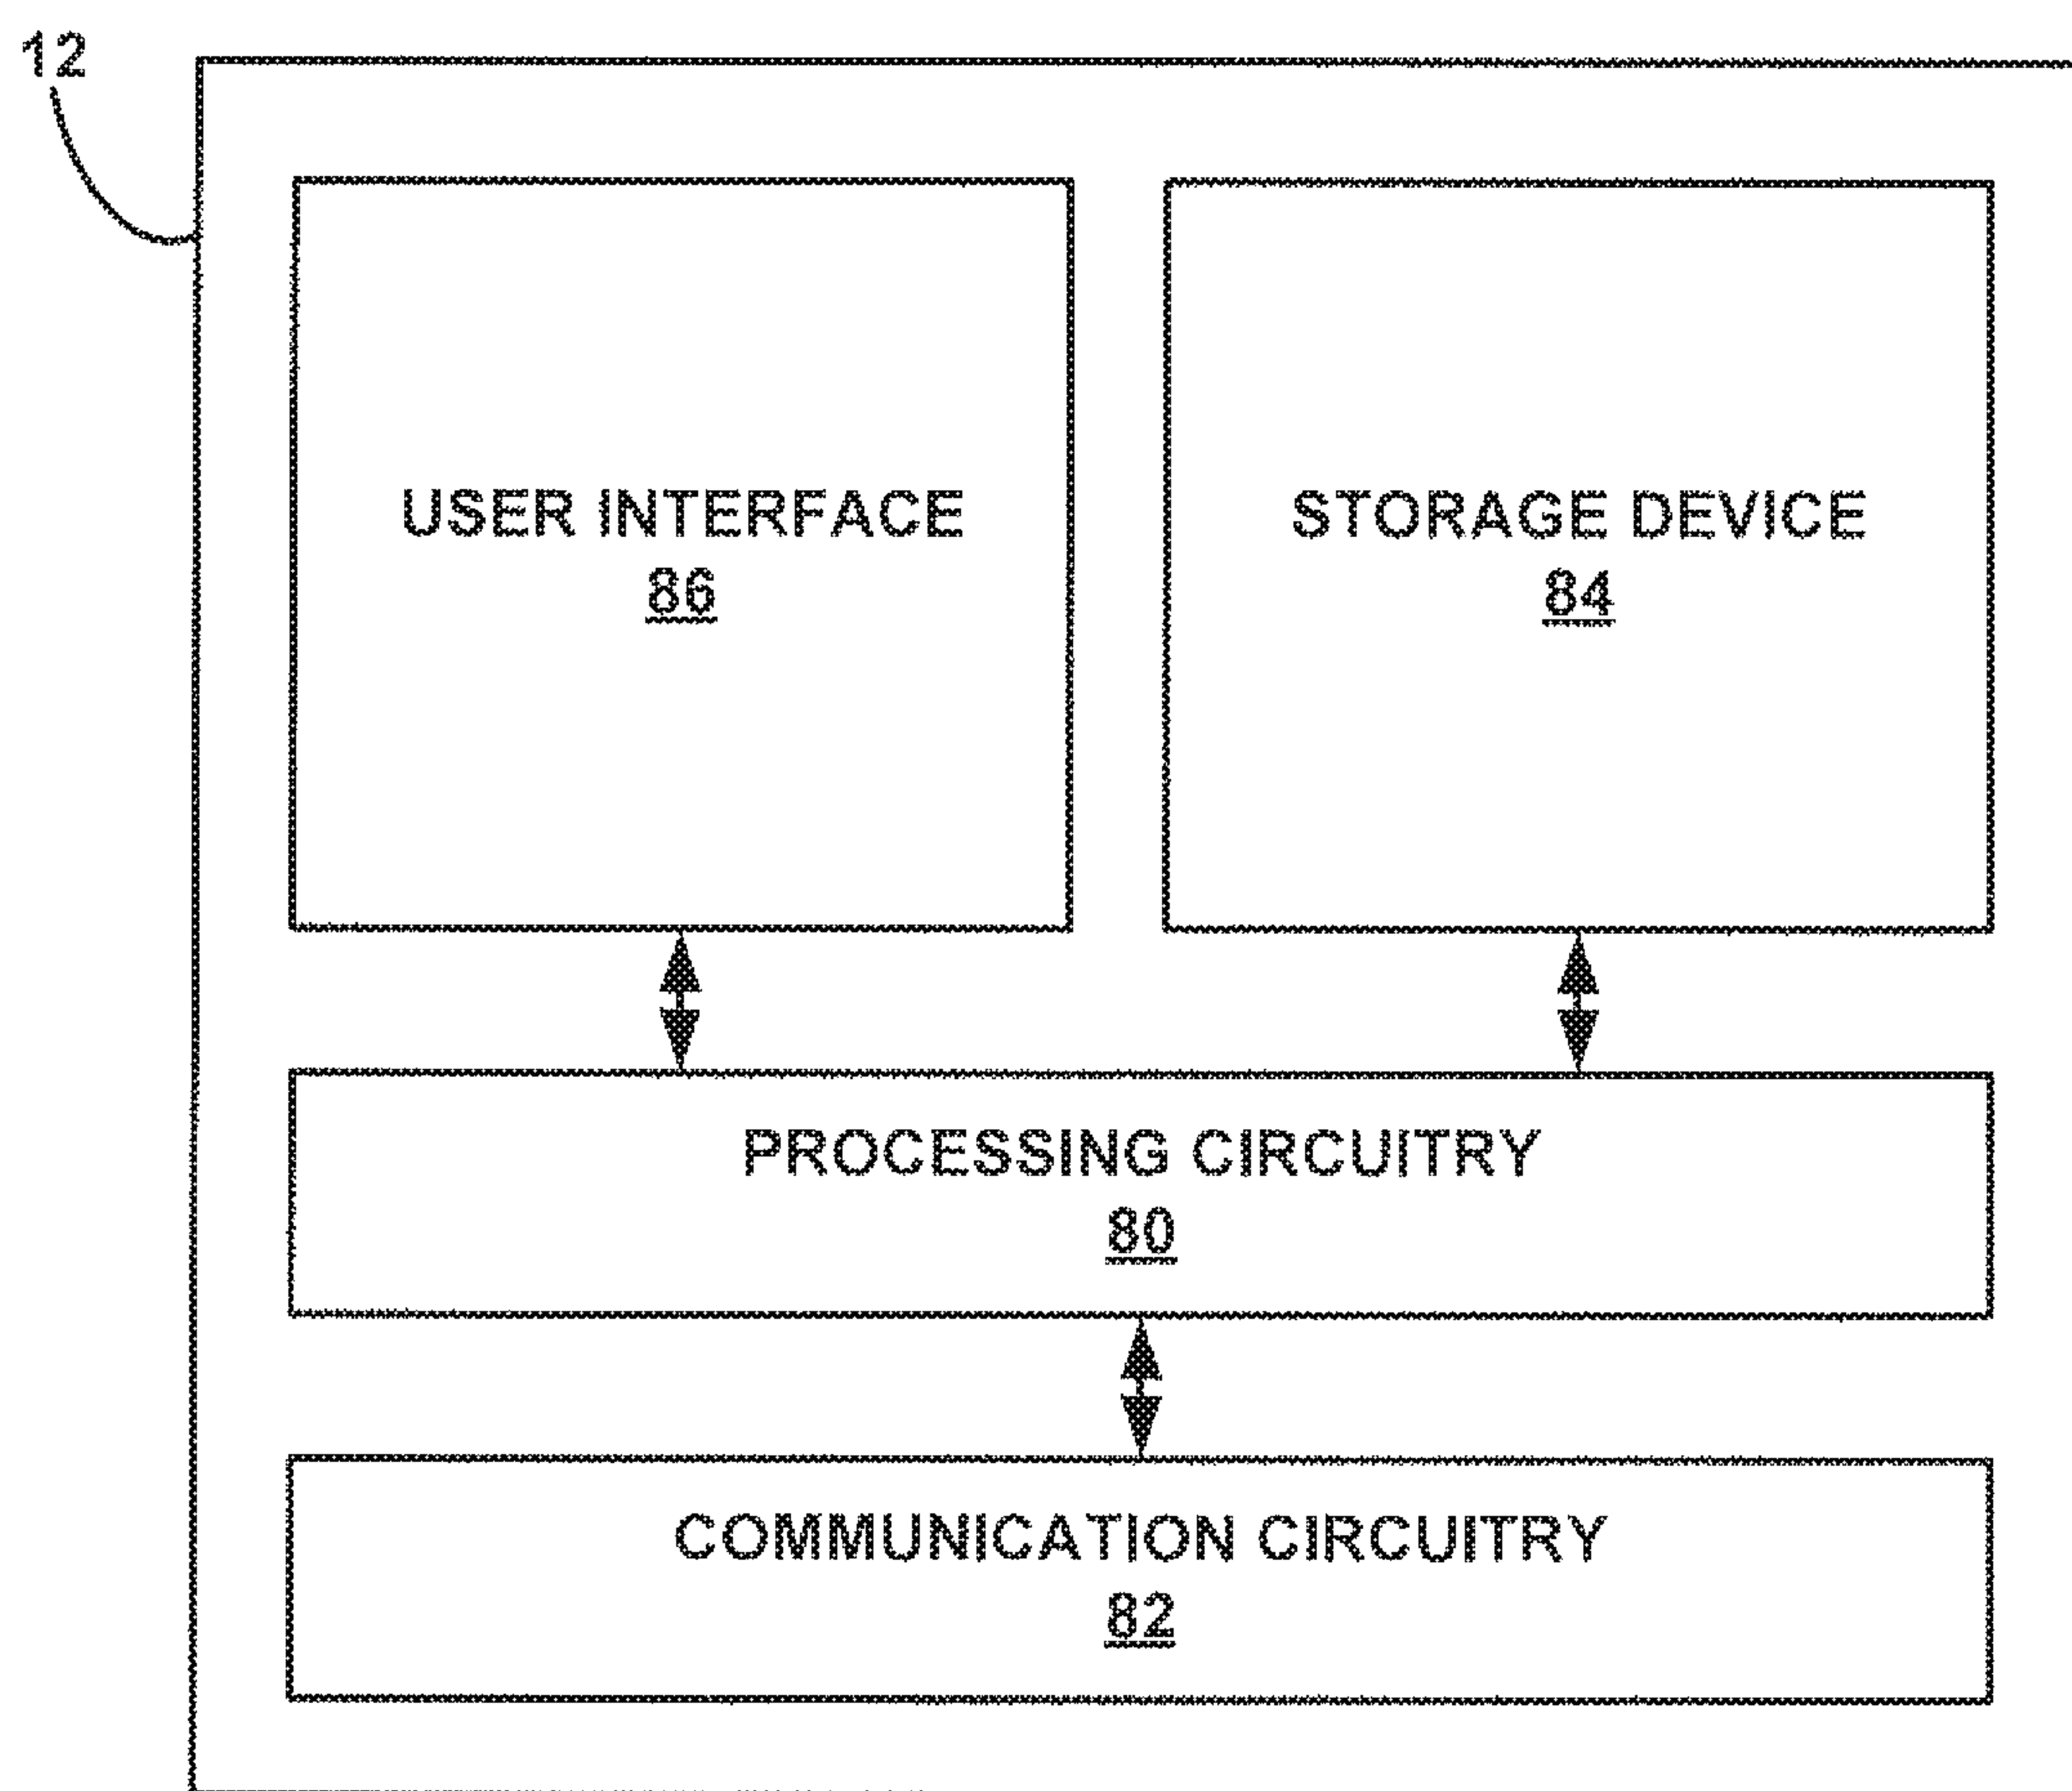 12
USER INTERFACE
86
STORAGE DEVICE
84
PROCESSING CIRCUITRY
80
COMMUNICATION CIRCUITRY
82